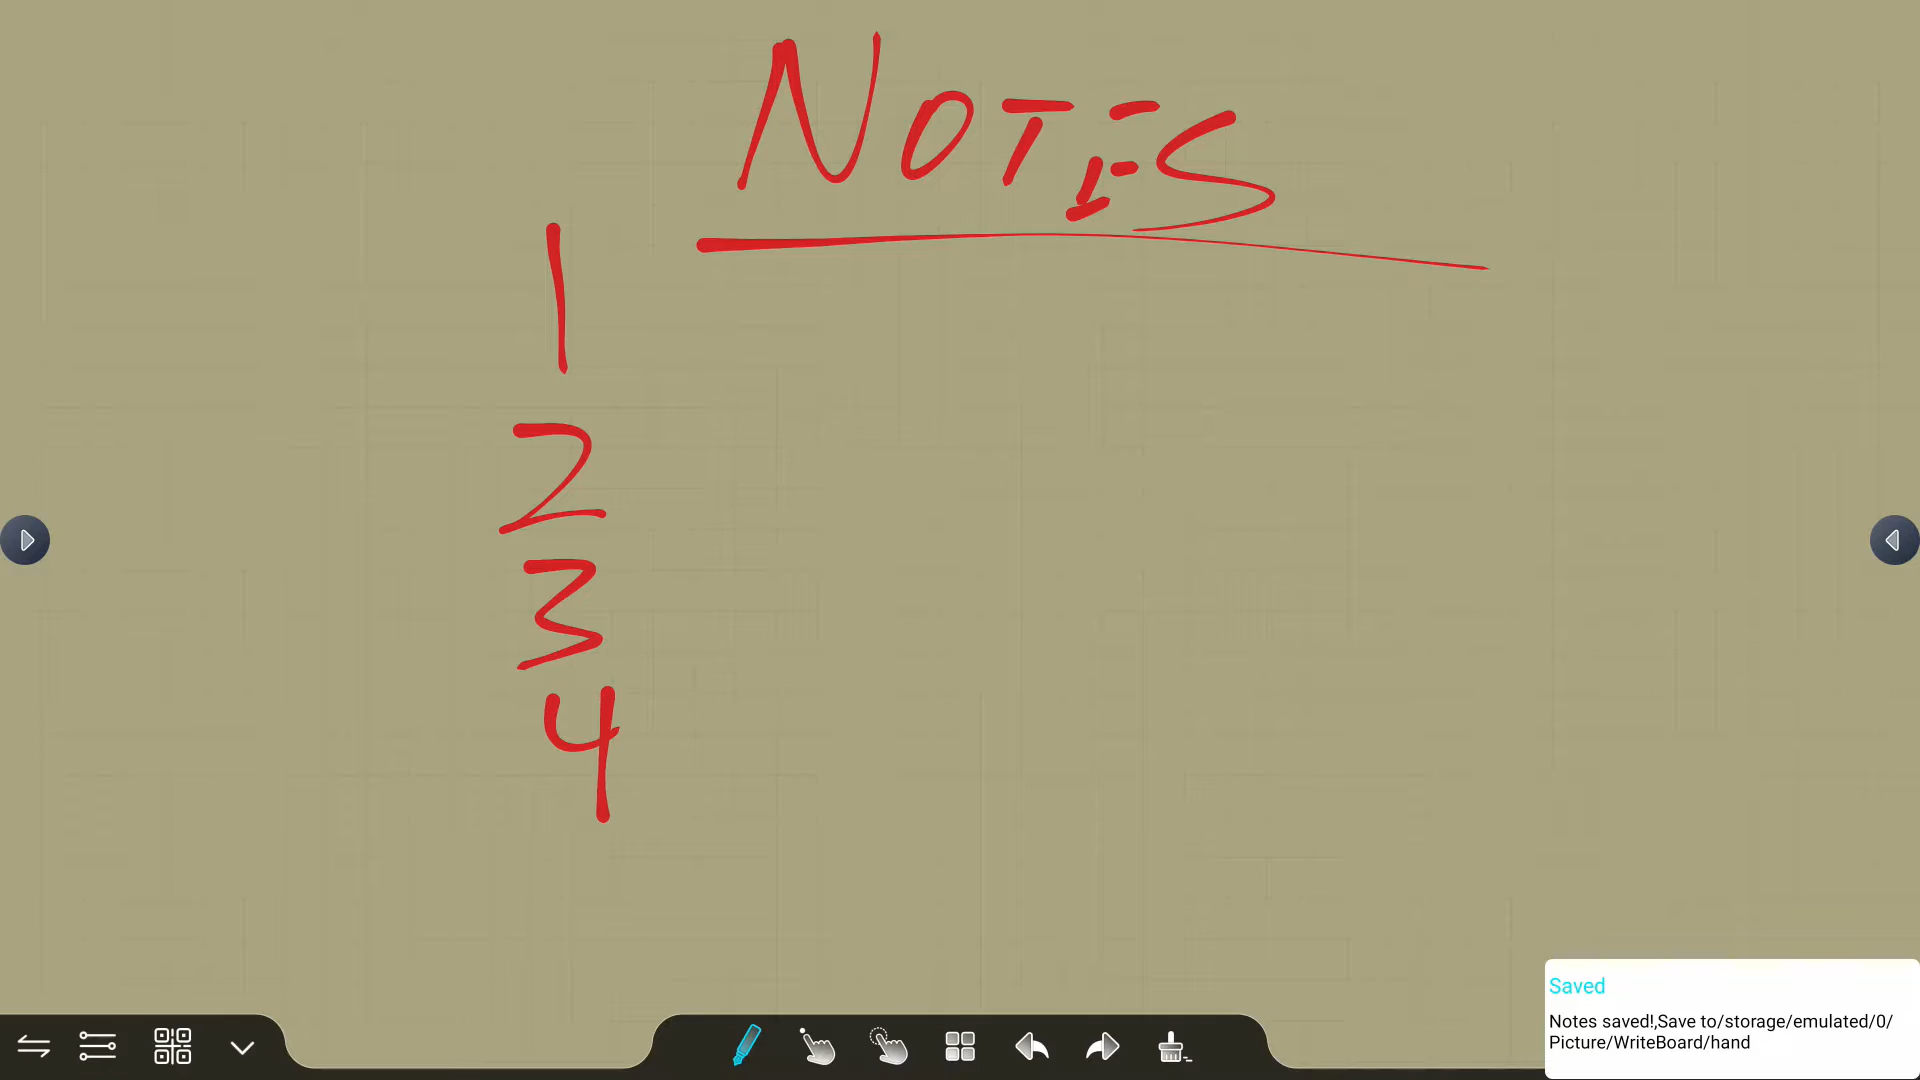 NOTES
1
2
3
4
Saved
Notes saved!,Save to/storage/emulated/0/
Picture/WriteBoard/hand